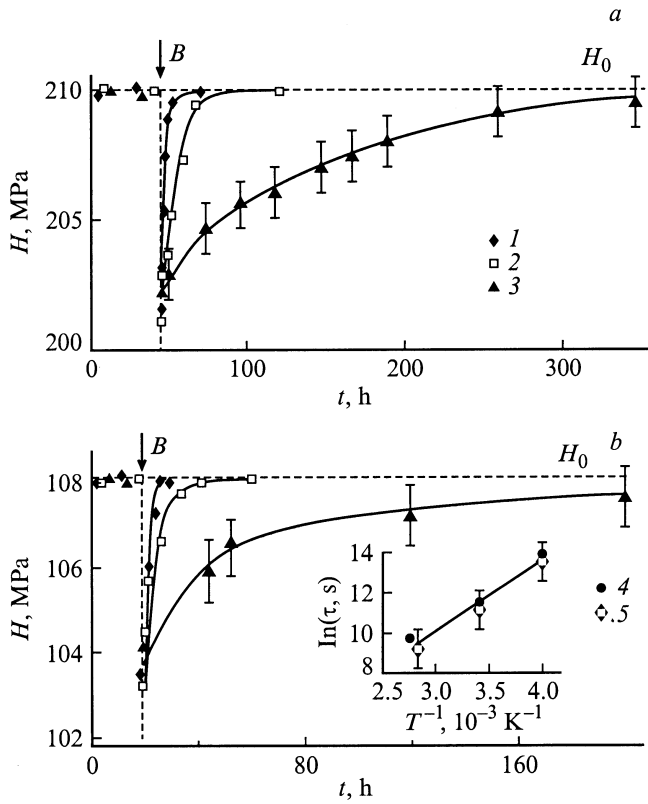 a
B
H₀
210
205
200
H, MPa
1
2
3
0
100
200
300
t, h
b
B
H₀
108
106
104
102
H, MPa
14
12
10
8
ln(τ, s)
4
.5
2.5
3.0
3.5
4.0
T⁻¹, 10⁻³ K⁻¹
0
80
160
t, h